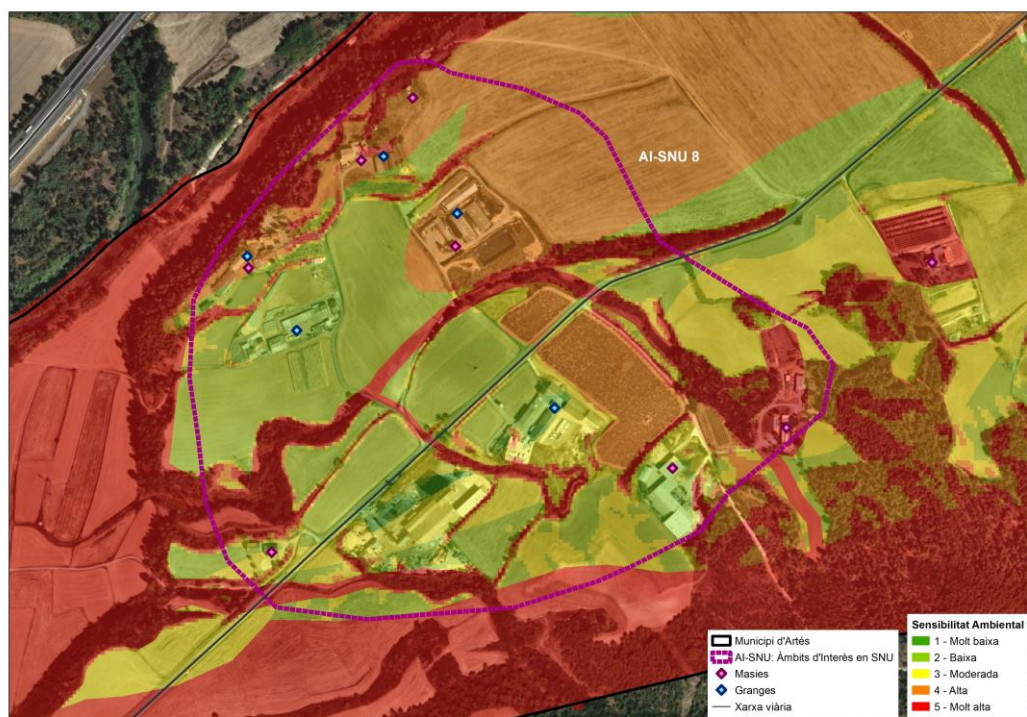 AI-SNU 8
Municipi d'Artés
AI-SNU: Àmbits d'Interès en SNU
Masies
Granges
Xarxa viària
Sensibilitat Ambiental
1 - Molt baixa
2 - Baixa
3 - Moderada
4 - Alta
5 - Molt alta